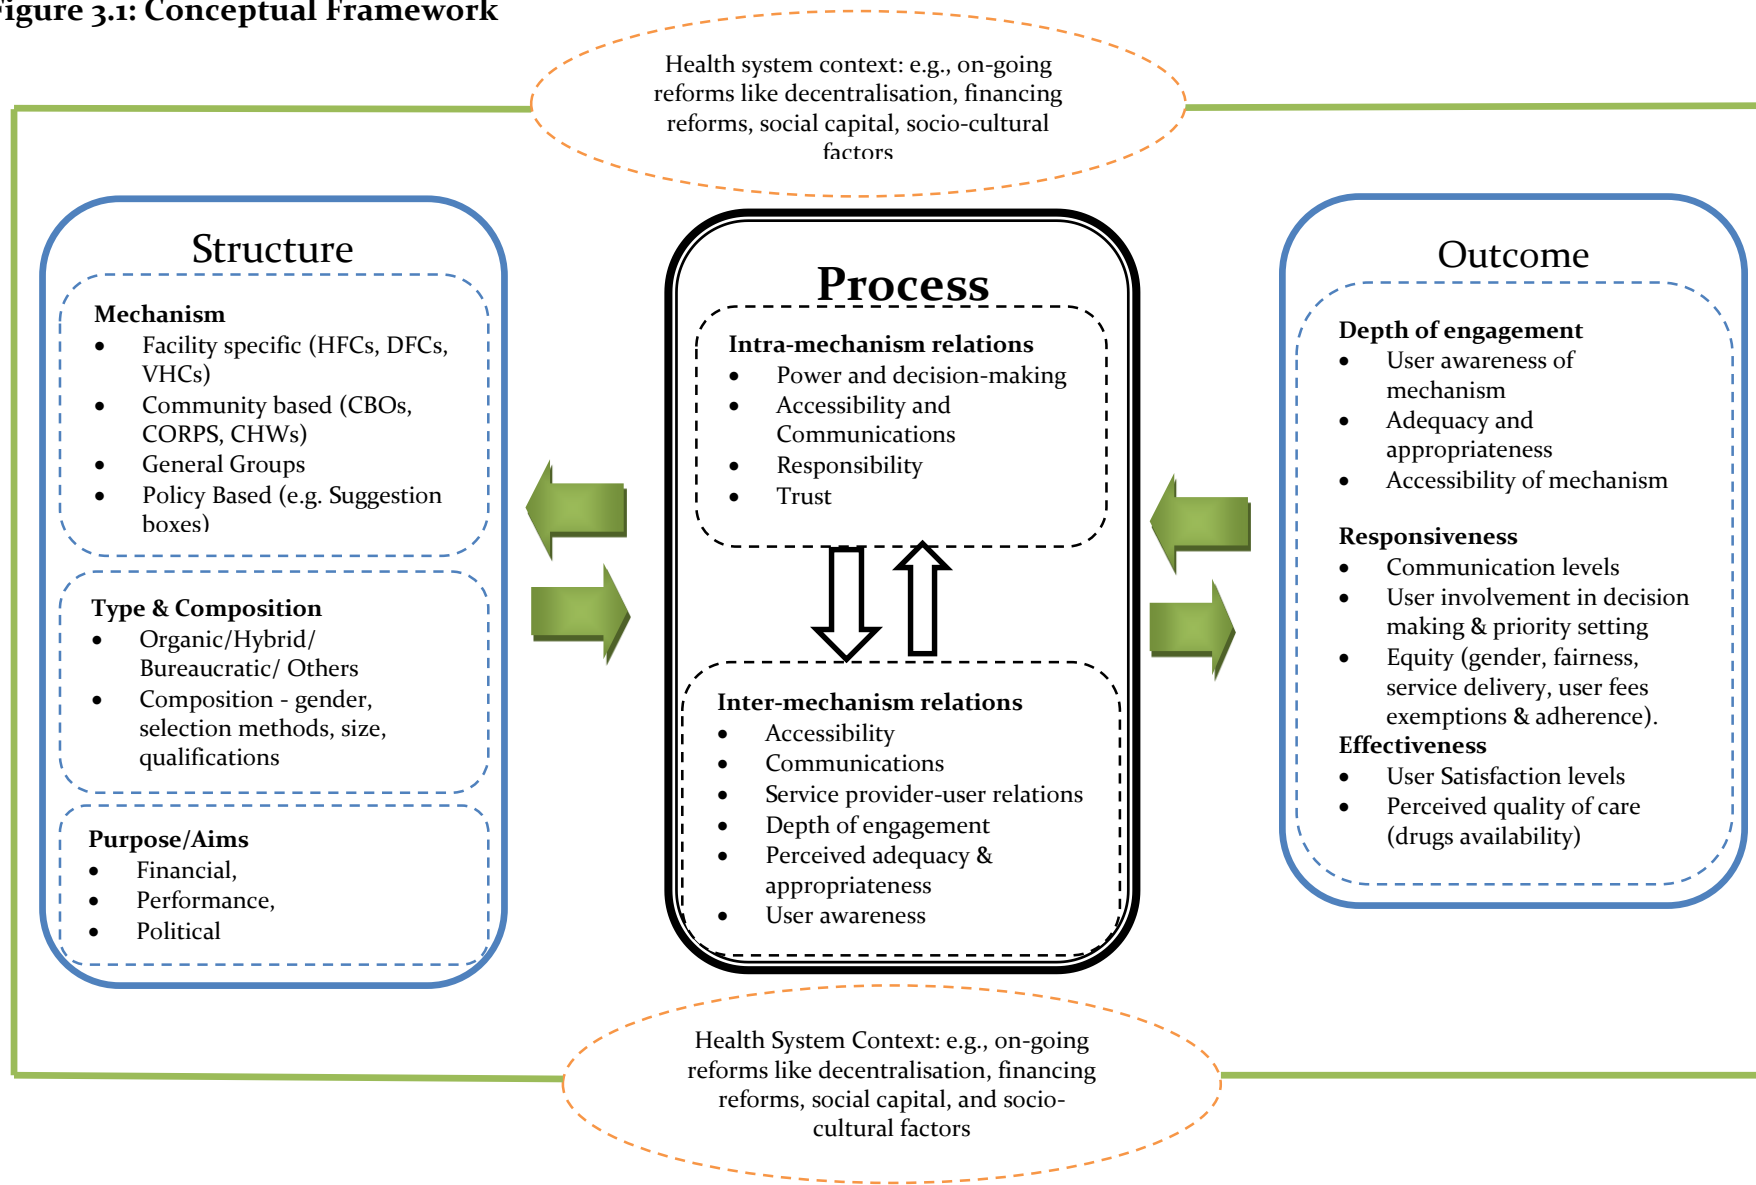 Figure 3.1: Conceptual Framework
Health system context: e.g., on-going
reforms like decentralisation, financing
reforms, social capital, socio-cultural
factors
Structure
Mechanism
• Facility specific (HFCs, DFCs,
VHCs)
• Community based (CBOs,
CORPS, CHWs)
• General Groups
• Policy Based (e.g. Suggestion
boxes)
Type & Composition
• Organic/Hybrid/
Bureaucratic/ Others
• Composition - gender,
selection methods, size,
qualifications
Purpose/Aims
• Financial,
• Performance,
• Political
Process
Intra-mechanism relations
• Power and decision-making
• Accessibility and
Communications
• Responsibility
• Trust
Inter-mechanism relations
• Accessibility
• Communications
• Service provider-user relations
• Depth of engagement
• Perceived adequacy &
appropriateness
• User awareness
Outcome
Depth of engagement
• User awareness of
mechanism
• Adequacy and
appropriateness
• Accessibility of mechanism
Responsiveness
• Communication levels
• User involvement in decision
making & priority setting
• Equity (gender, fairness,
service delivery, user fees
exemptions & adherence).
Effectiveness
• User Satisfaction levels
• Perceived quality of care
(drugs availability)
Health System Context: e.g., on-going
reforms like decentralisation, financing
reforms, social capital, and socio-
cultural factors